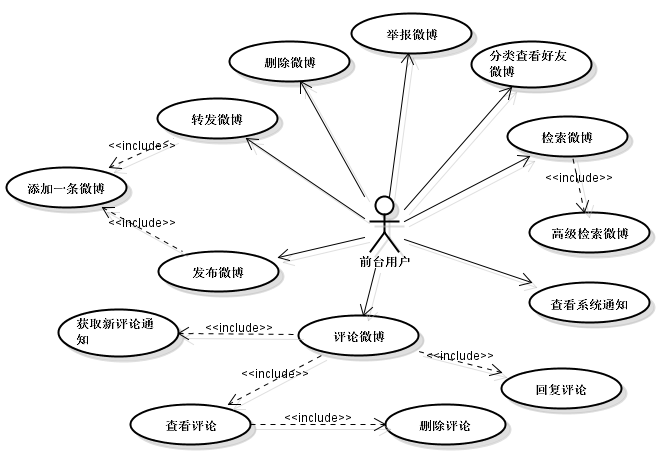 举报微博
删除微博
分类查看好友
微博
转发微博
检索微博
<<include>>
<<include>>
添加一条微博
<<include>>
高级检索微博
前台用户
发布微博
查看系统通知
获取新评论通
知
<<include>>
评论微博
<<include>>
<<include>>
回复评论
查看评论
<<include>>
删除评论